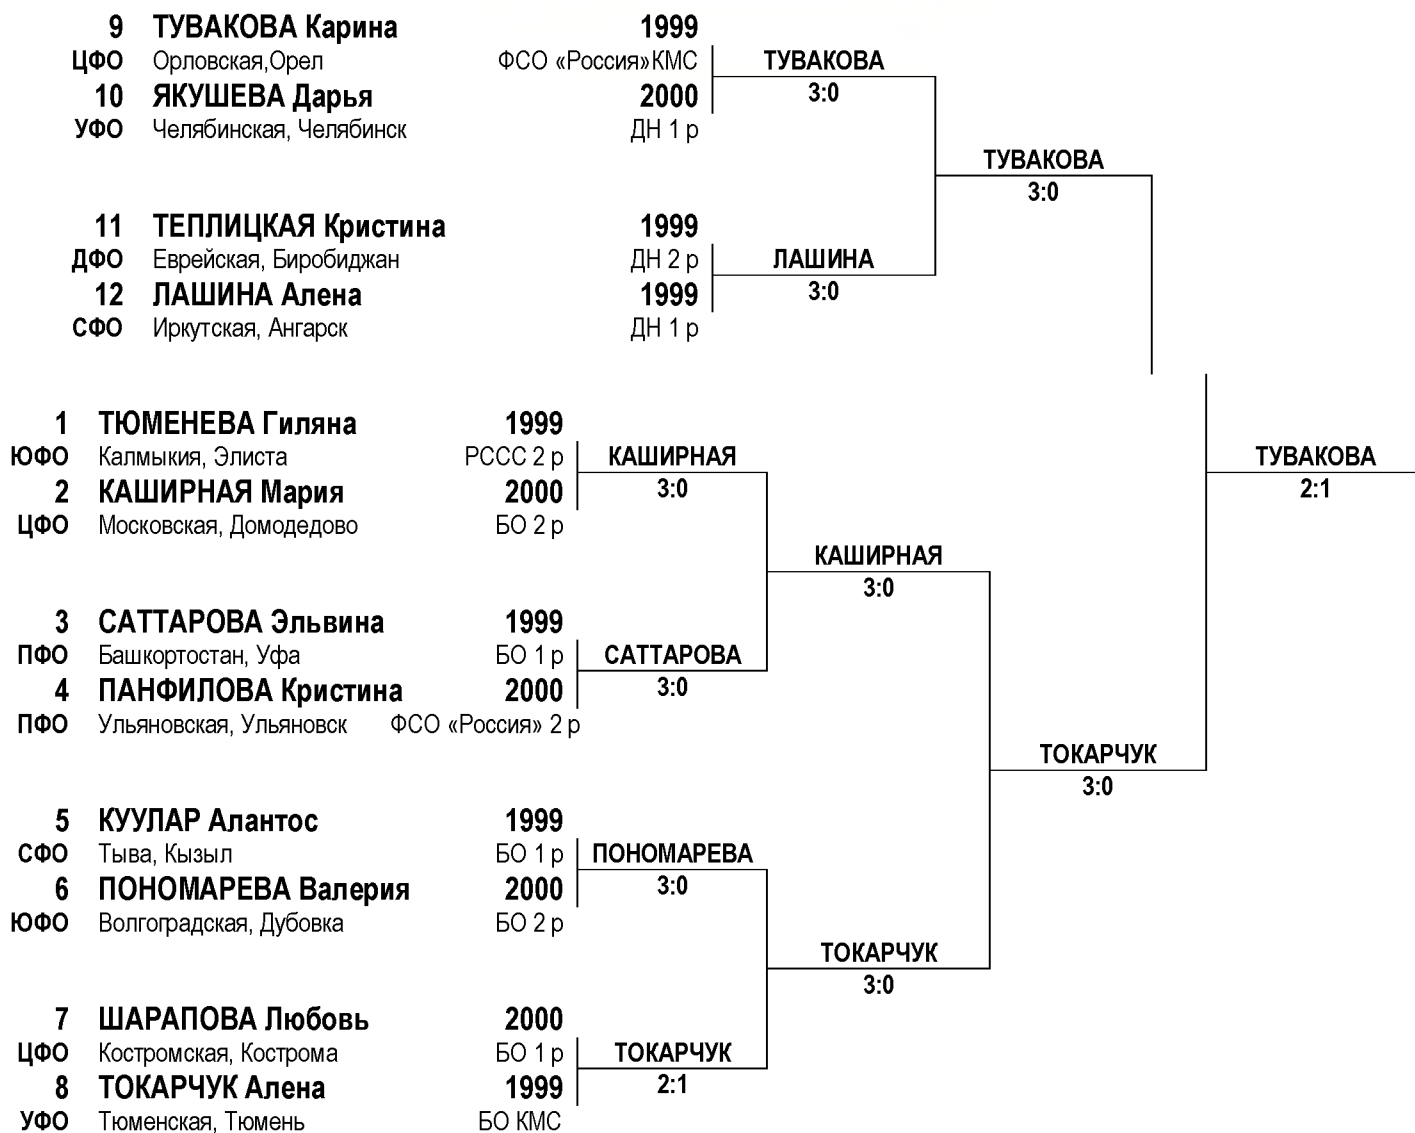 9 ТУВАКОВА Карина 1999
ЦФО Орловская,Орел ФСО «Россия»КМС ТУВАКОВА
10 ЯКУШЕВА Дарья 2000 3:0
УФО Челябинская, Челябинск ДН 1 р
ТУВАКОВА
3:0
11 ТЕПЛИЦКАЯ Кристина 1999
ДФО Еврейская, Биробиджан ДН 2 р ЛАШИНА
12 ЛАШИНА Алена 1999 3:0
СФО Иркутская, Ангарск ДН 1 р
1 ТЮМЕНЕВА Гиляна 1999
ЮФО Калмыкия, Элиста РССС 2 р КАШИРНАЯ ТУВАКОВА
2 КАШИРНАЯ Мария 2000 3:0 2:1
ЦФО Московская, Домодедово БО 2 р
КАШИРНАЯ
3:0
3 САТТАРОВА Эльвина 1999
ПФО Башкортостан, Уфа БО 1 р САТТАРОВА
4 ПАНФИЛОВА Кристина 2000 3:0
ПФО Ульяновская, Ульяновск ФСО «Россия» 2 р
ТОКАРЧУК
3:0
5 КУУЛАР Алантос 1999
СФО Тыва, Кызыл БО 1 р ПОНОМАРЕВА
6 ПОНОМАРЕВА Валерия 2000 3:0
ЮФО Волгоградская, Дубовка БО 2 р
ТОКАРЧУК
3:0
7 ШАРАПОВА Любовь 2000
ЦФО Костромская, Кострома БО 1 р ТОКАРЧУК
8 ТОКАРЧУК Алена 1999 2:1
УФО Тюменская, Тюмень БО КМС